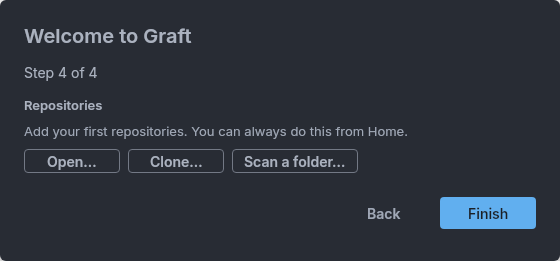 Welcome to Graft
Step 4 of 4
Repositories
Add your first repositories. You can always do this from Home.
Open... Clone... Scan a folder...
Back Finish